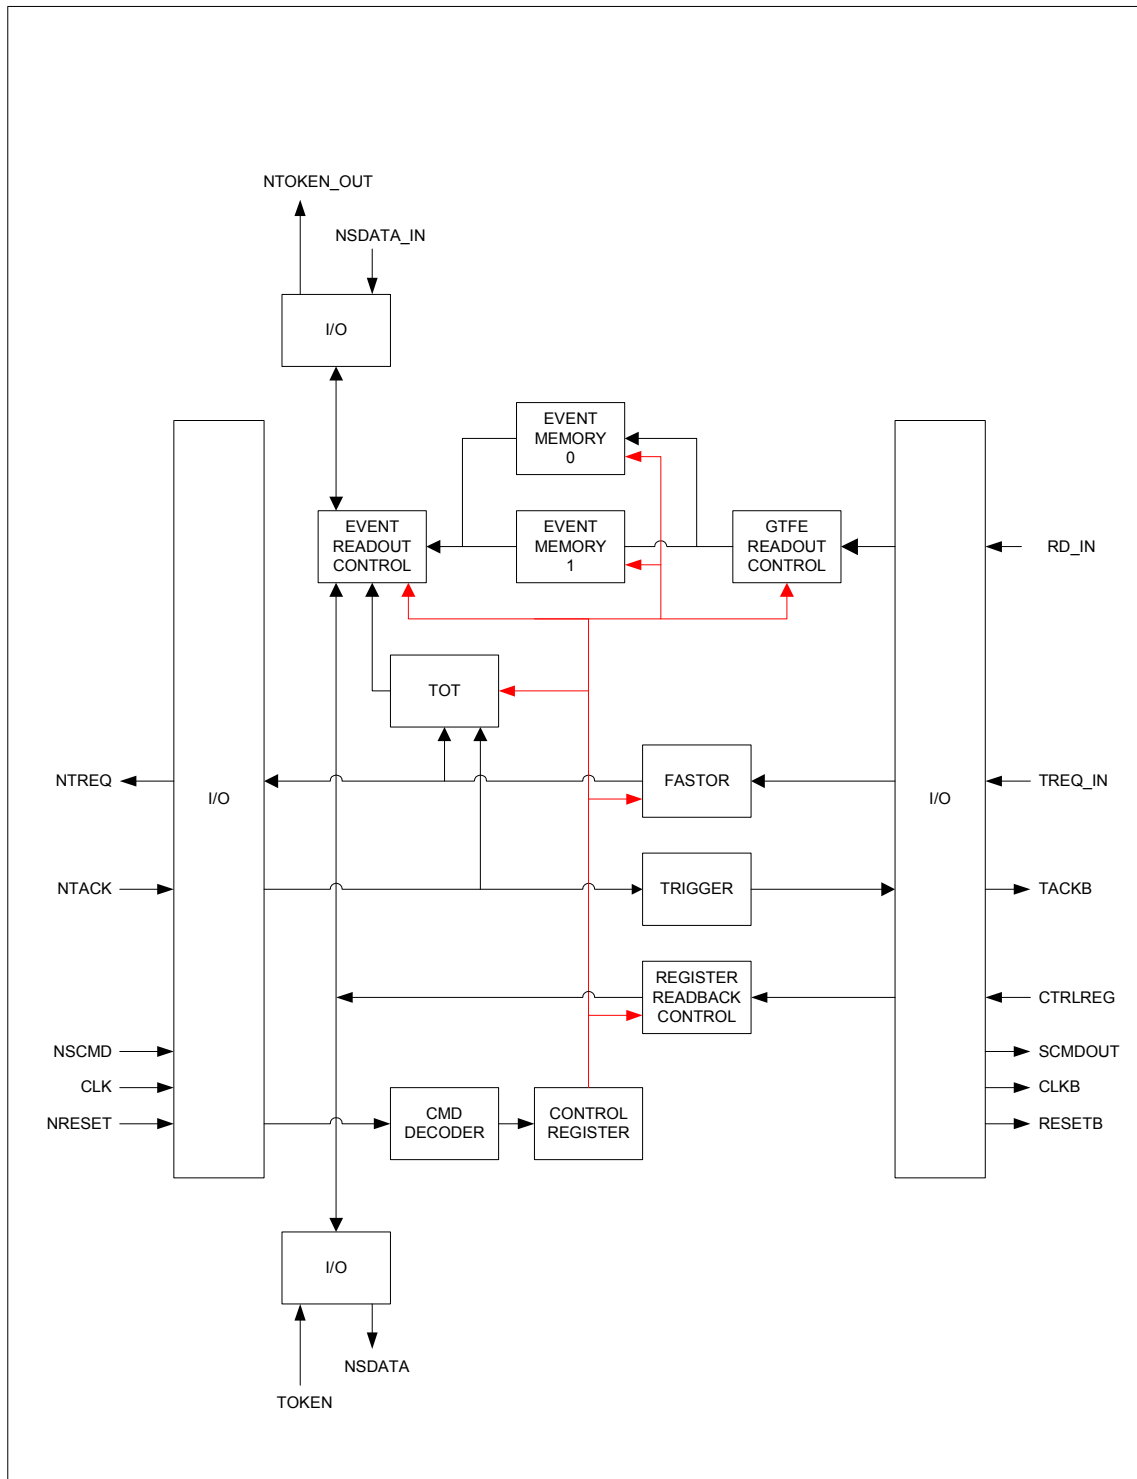 NTOKEN_OUT
NSDATA_IN
I/O
EVENT
MEMORY
0
EVENT
READOUT
CONTROL
EVENT
MEMORY
1
GTFE
READOUT
CONTROL
RD_IN
TOT
NTREQ
I/O
FASTOR
I/O
TREQ_IN
NTACK
TRIGGER
TACKB
REGISTER
READBACK
CONTROL
CTRLREG
NSCMD
SCMDOUT
CLK
CLKB
NRESET
CMD
DECODER
CONTROL
REGISTER
RESETB
I/O
NSDATA
TOKEN